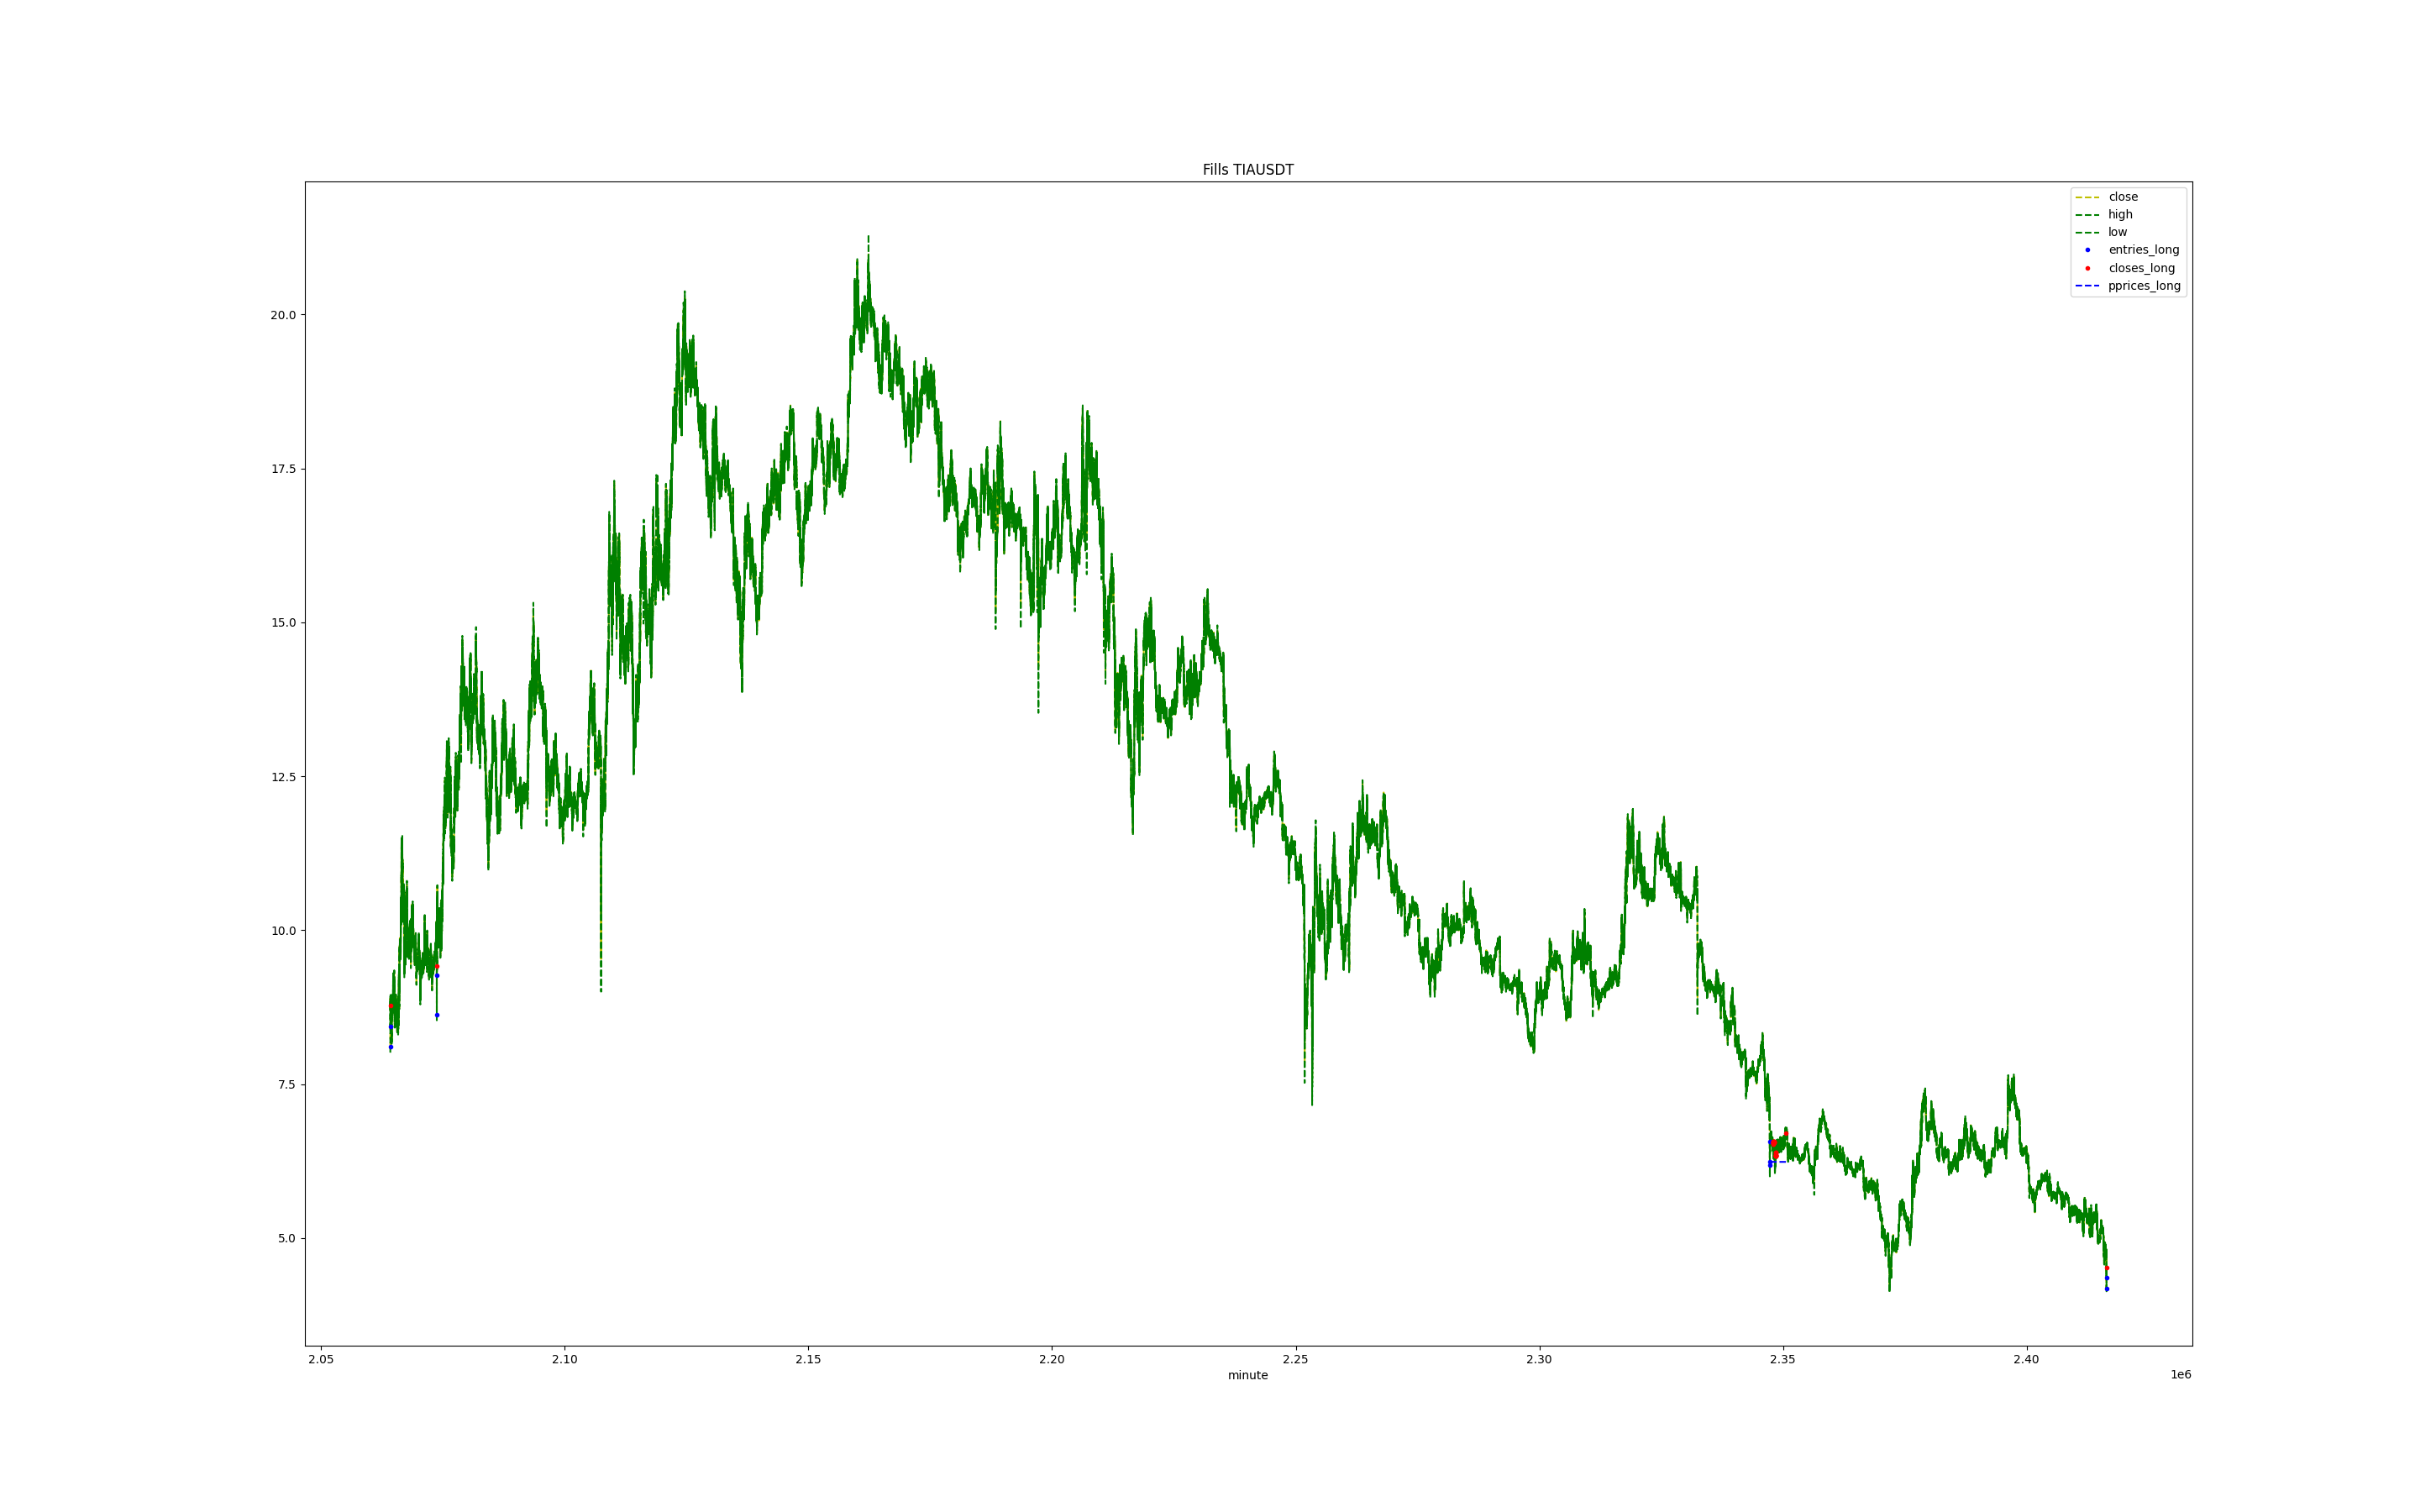 Fills TIAUSDT
close
high
low
entries_long
closes_long
pprices_long
20.0
17.5
15.0
12.5
10.0
7.5
5.0
2.05 2.10 2.15 2.20 2.25 2.30 2.35 2.40
minute
1e6